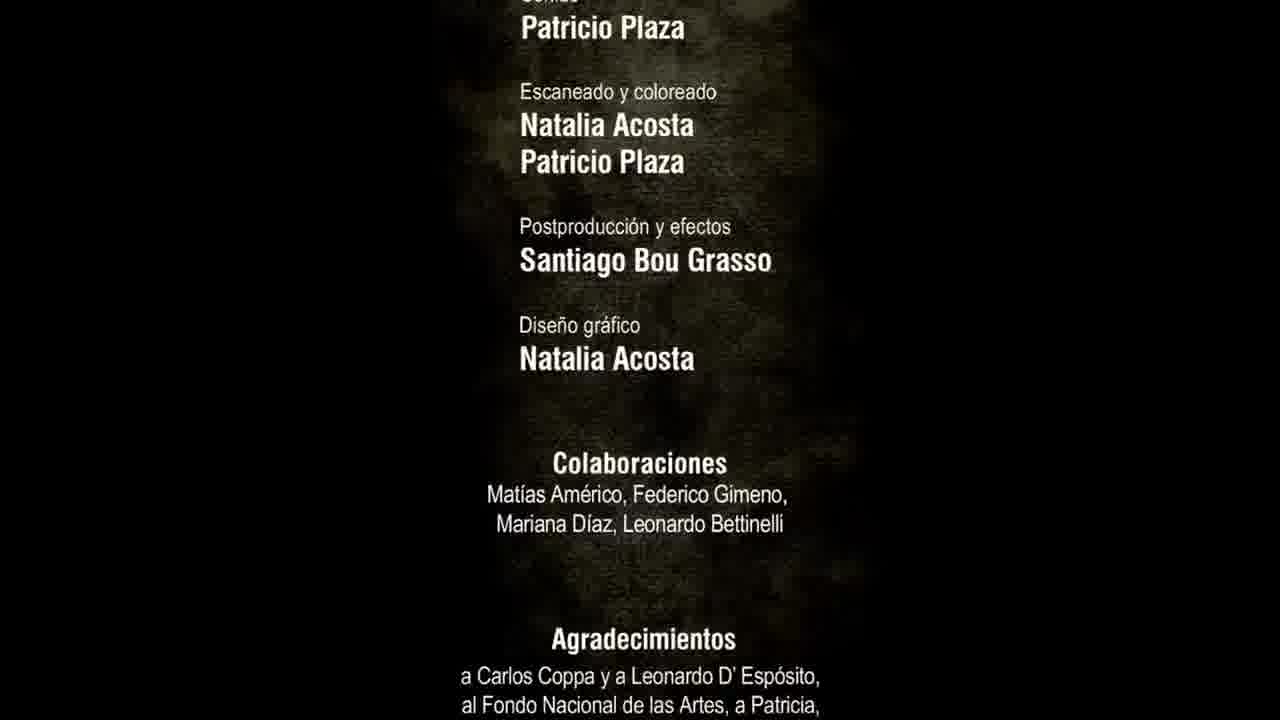 Patricio Plaza
Escaneado y coloreado
Natalia Acosta
Patricio Plaza
Postproducción y efectos
Santiago Bou Grasso
Diseño gráfico
Natalia Acosta
Colaboraciones
Matías Américo, Federico Gimeno,
Mariana Díaz, Leonardo Bettinelli
Agradecimientos
a Carlos Coppa y a Leonardo D' Espósito,
al Fondo Nacional de las Artes, a Patricia,